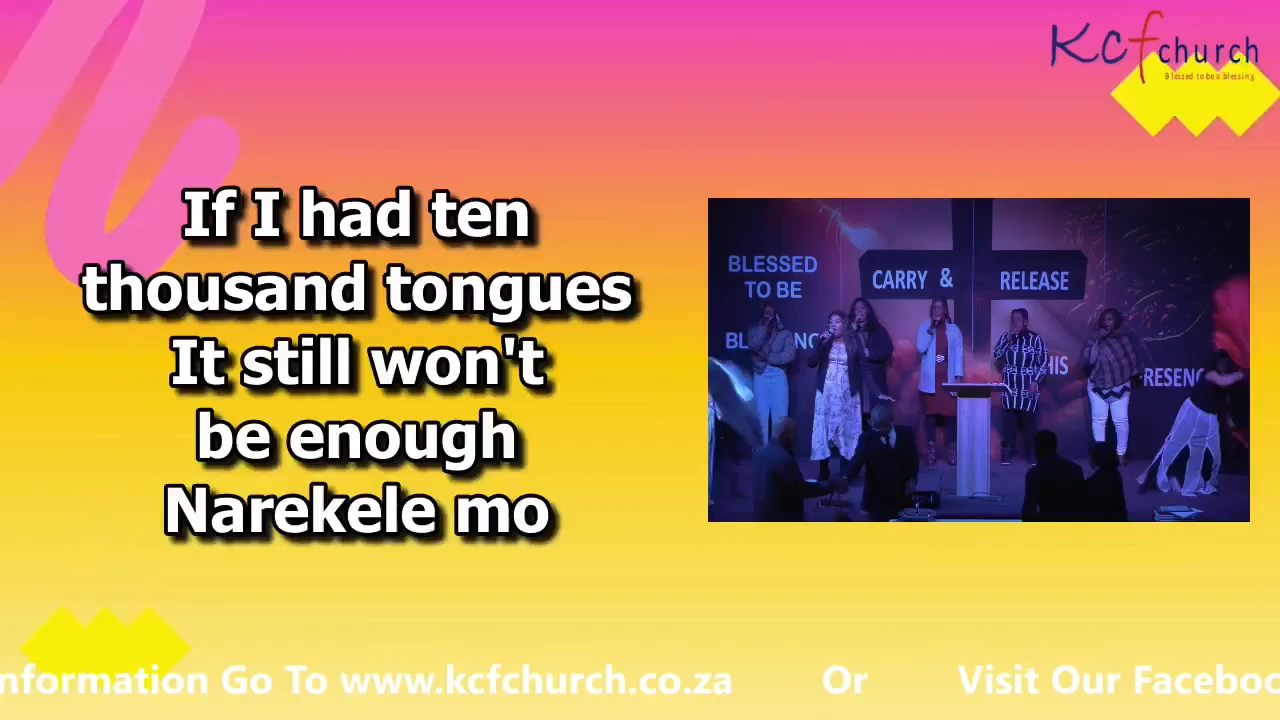 Kcfchurch
Blessed to be a blessing
If I had ten
thousand tongues
It still won't
be enough
Narekele mo
BLESSED
TO BE
CARRY &
RELEASE
nformation Go To www.kcfchurch.co.za Or Visit Our Faceboo